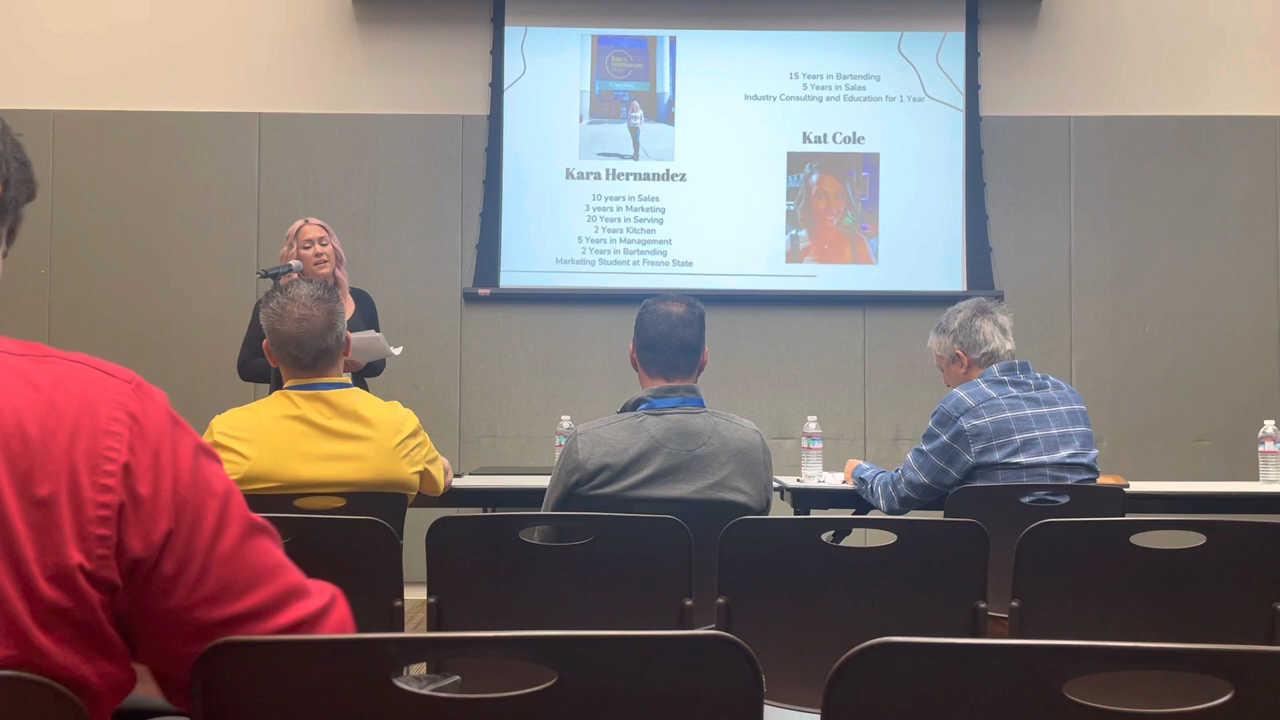 Kara Hernandez
10 years in Sales
3 years in Marketing
20 Years in Serving
2 Years Kitchen
5 Years in Management
2 Years in Bartending
Marketing Student at Fresno State
15 Years in Bartending
5 Years in Sales
Industry Consulting and Education for 1 Year
Kat Cole